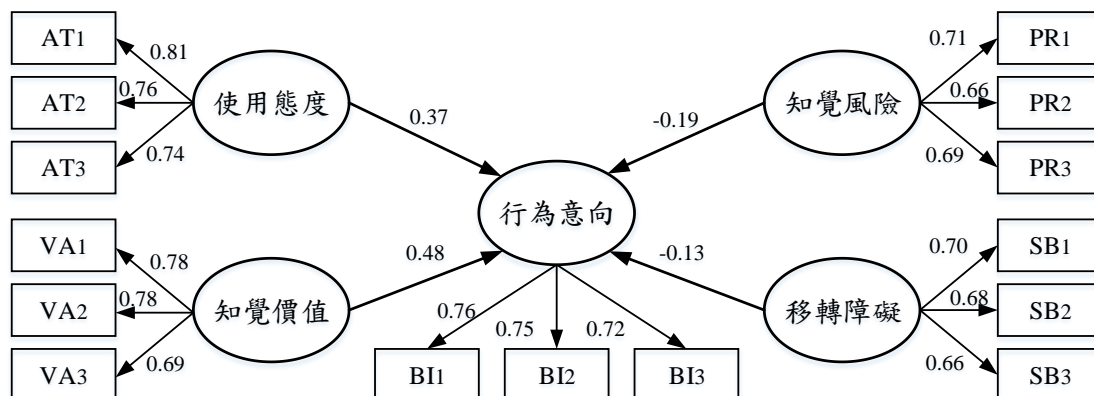 AT1
0.81
AT2
0.76
AT3
0.74
使用態度
0.37
VA1
0.78
VA2
0.78
VA3
0.69
知覺價值
0.48
行為意向
0.76
0.75
0.72
BI1
BI2
BI3
知覺風險
-0.19
0.71
PR1
0.66
PR2
0.69
PR3
移轉障礙
-0.13
0.70
SB1
0.68
SB2
0.66
SB3